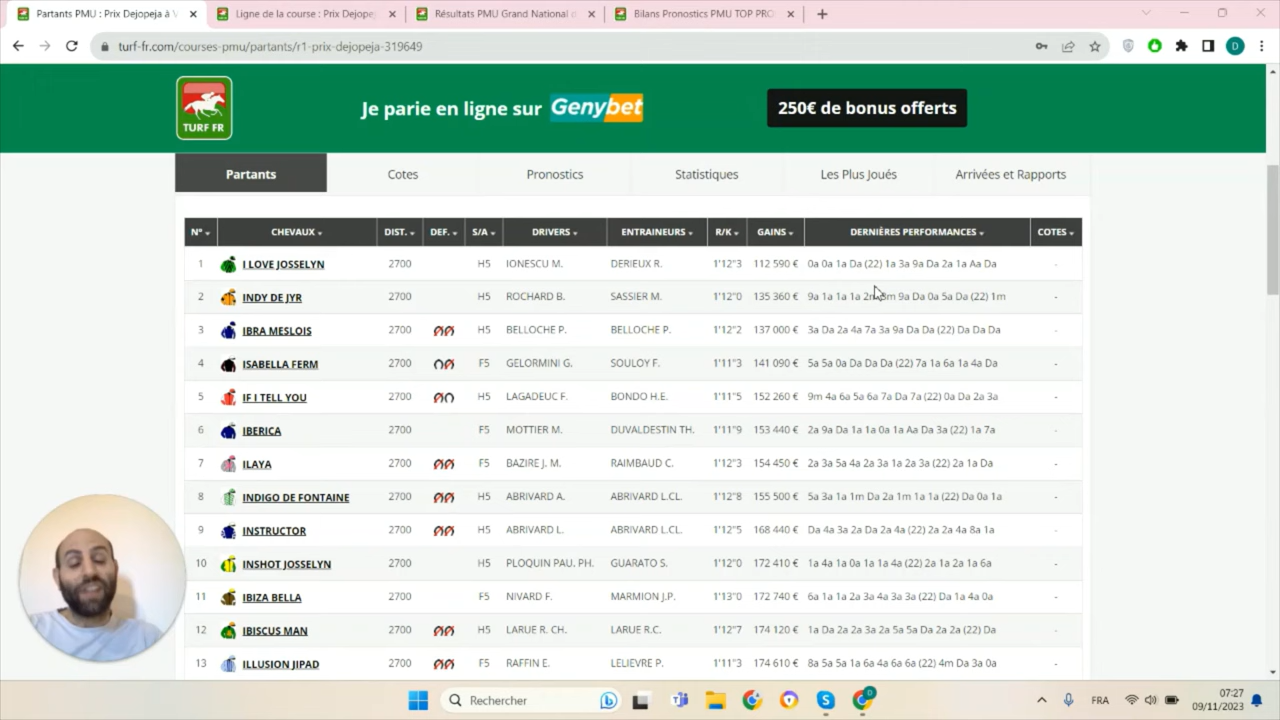 Partants PMU : Prix Dejopeja à V
Ligne de la course : Prix Dejopej
Résultats PMU Grand National d
Bilans Pronostics PMU TOP PRO
turf-fr.com/courses-pmu/partants/r1-prix-dejopeja-319649
D
TURF FR
Je parie en ligne sur Genybet
250€ de bonus offerts
Partants Cotes Pronostics Statistiques Les Plus Joués Arrivées et Rapports
N° CHEVAUX DIST. DEF. S/A DRIVERS ENTRAINEURS R/K GAINS DERNIÈRES PERFORMANCES COTES
1 I LOVE JOSSELYN 2700 H5 IONESCU M. DERIEUX R. 1'12"3 112 590 € 0a 0a 1a Da (22) 1a 3a 9a Da 2a 1a Aa Da -
2 INDY DE JYR 2700 H5 ROCHARD B. SASSIER M. 1'12"0 135 360 € 9a 1a 1a 1a 9a Da 0a 5a Da (22) 1m -
3 IBRA MESLOIS 2700 H5 BELLOCHE P. BELLOCHE P. 1'12"2 137 000 € 3a Da 2a 4a 7a 3a 9a Da Da (22) Da Da Da -
4 ISABELLA FERM 2700 F5 GELORMINI G. SOULOY F. 1'11"3 141 090 € 5a 5a 0a Da Da Da (22) 7a 1a 6a 1a 4a Da -
5 IF I TELL YOU 2700 H5 LAGADEUC F. BONDO H.E. 1'11"5 152 260 € 9m 4a 6a 5a 6a 7a Da 7a (22) 0a Da 2a 3a -
6 IBERICA 2700 F5 MOTTIER M. DUVALDESTIN TH. 1'11"9 153 440 € 2a 9a Da 1a 1a 0a 1a Aa Da 3a (22) 1a 7a -
7 ILAYA 2700 F5 BAZIRE J. M. RAIMBAUD C. 1'12"3 154 450 € 2a 3a 5a 4a 2a 3a 1a 2a 3a (22) 2a 1a Da -
8 INDIGO DE FONTAINE 2700 H5 ABRIVARD A. ABRIVARD L.CL. 1'12"8 155 500 € 5a 3a 1a 1m Da 2a 1m 1a 1a (22) Da 0a 1a -
9 INSTRUCTOR 2700 H5 ABRIVARD L. ABRIVARD L.CL. 1'12"5 168 440 € Da 4a 3a 2a Da 2a 4a (22) 2a 2a 4a 8a 1a -
10 INSHOT JOSSELYN 2700 H5 PLOQUIN PAU. PH. GUARATO S. 1'12"0 172 410 € 1a 4a 1a 0a 1a 1a 4a (22) 1a 2a 1a 6a -
11 IBIZA BELLA 2700 F5 NIVARD F. MARMION J.P. 1'13"0 172 740 € 6a 1a 1a 2a 3a 4a 3a 3a (22) Da 1a 4a 0a -
12 IBISCUS MAN 2700 H5 LARUE R. CH. LARUE R.C. 1'12"7 174 120 € 1a Da 2a 2a 3a 2a 5a 5a Da 2a 2a (22) Da -
13 ILLUSION JIPAD 2700 F5 RAFFIN E. LELIEVRE P. 1'11"3 174 610 € 8a 5a 5a 1a 6a 4a 6a 6a (22) 4m Da 3a 0a -
Rechercher
FRA
07:27
09/11/2023